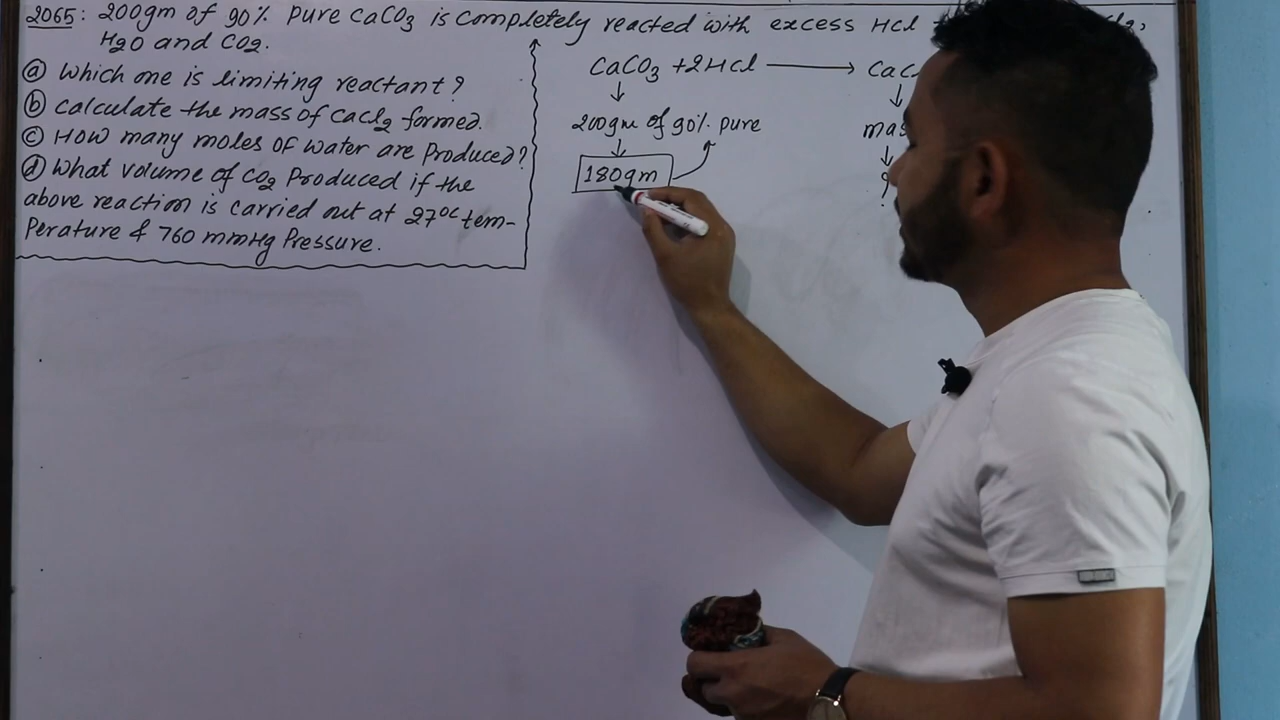 2065: 200gm of 90% pure CaCO3 is completely reacted with excess HCl
H2O and CO2.
ⓐ Which one is limiting reactant?
ⓑ Calculate the mass of CaCl2 formed.
ⓒ How many moles of water are Produced?
ⓓ What volume of CO2 Produced if the
above reaction is carried out at 27°C tem-
Perature & 760 mmHg Pressure.
CaCO3 + 2HCl ⟶ CaC
↓ ↓
200gm of 90% pure mas
↓ ↓
180gm ?